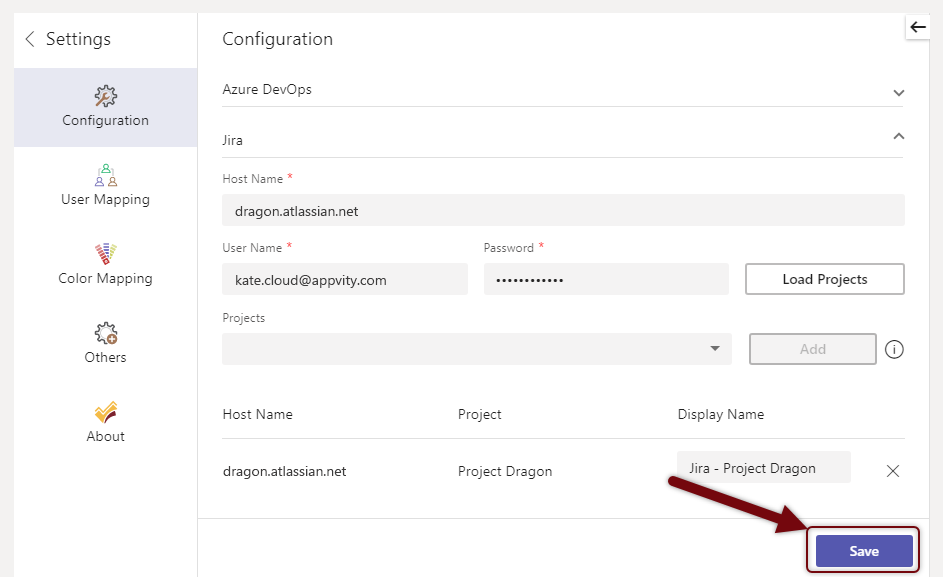 Settings
Configuration
User Mapping
Color Mapping
Others
About
Configuration
Azure DevOps
Jira
Host Name *
dragon.atlassian.net
User Name * Password *
kate.cloud@appvity.com •••••••••••• Load Projects
Projects
Add
Host Name Project Display Name
dragon.atlassian.net Project Dragon Jira - Project Dragon
Save